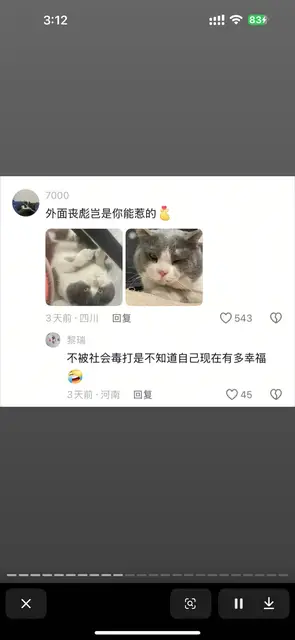 3:12
83
7000
外面丧彪岂是你能惹的
3天前·四川 回复 543
黎瑞
不被社会毒打是不知道自己现在有多幸福
3天前·河南 回复 45